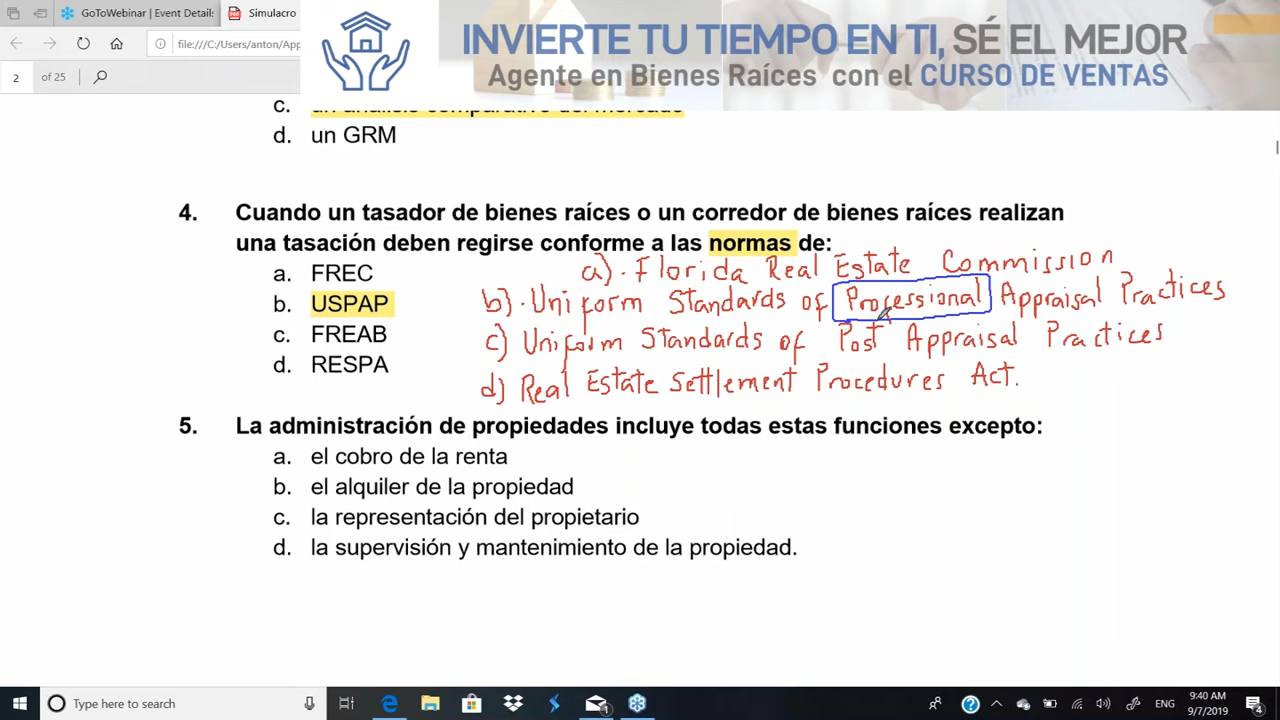 GoToWebinar | Event Details
Simulacro
file:///C:/Users/anton/App
INVIERTE TU TIEMPO EN TI, SÉ EL MEJOR
Agente en Bienes Raíces con el CURSO DE VENTAS
2 of 25
c. un análisis comparativo del mercado
d. un GRM
4. Cuando un tasador de bienes raíces o un corredor de bienes raíces realizan
una tasación deben regirse conforme a las normas de:
a. FREC
b. USPAP
c. FREAB
d. RESPA
a). Florida Real Estate Commission
b). Uniform Standards of Professional Appraisal Practices
c) Uniform Standards of Post Appraisal Practices
d) Real Estate Settlement Procedures Act.
5. La administración de propiedades incluye todas estas funciones excepto:
a. el cobro de la renta
b. el alquiler de la propiedad
c. la representación del propietario
d. la supervisión y mantenimiento de la propiedad.
Type here to search
ENG
9:40 AM
9/7/2019
4